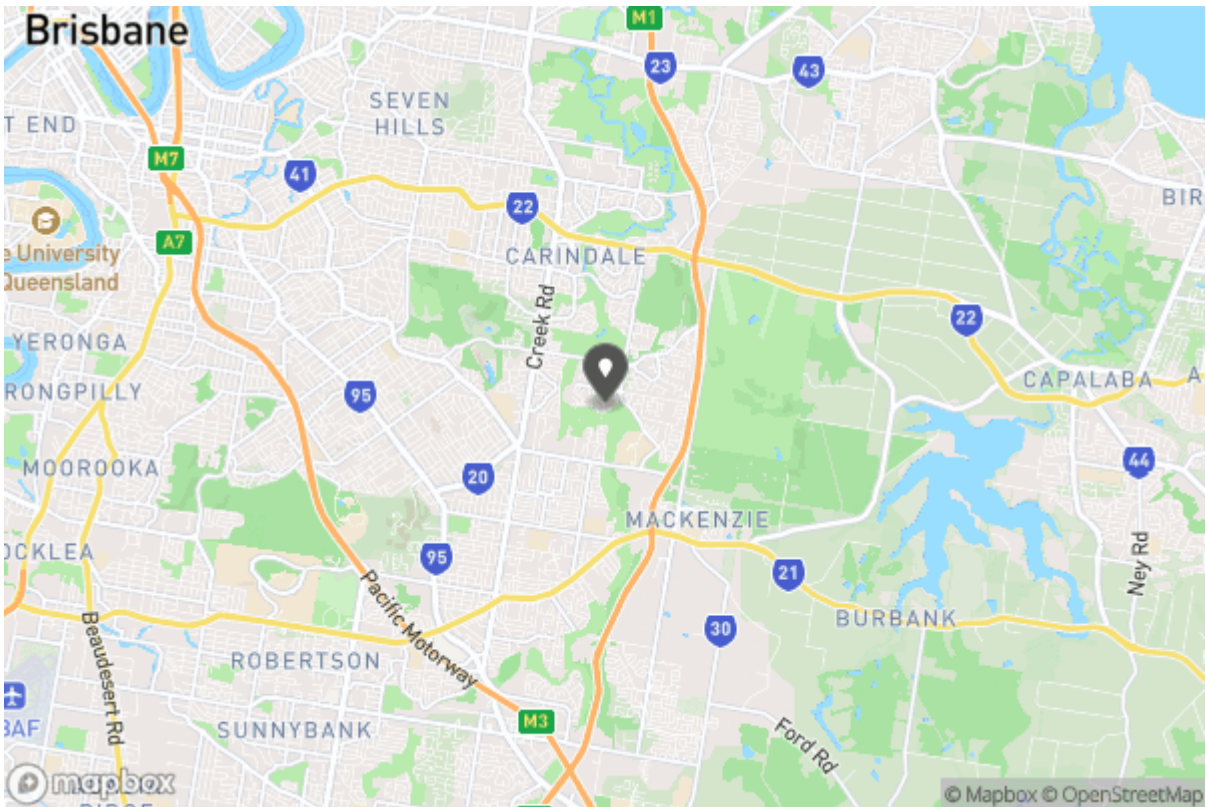 Brisbane
M1
23
43
SEVEN
HILLS
T END
M7
41
BIR
22
A7
CARINDALE
e University
Queensland
Creek Rd
22
YERONGA
RONGPILLY
95
CAPALABA
A
MOOROOKA
20
44
MACKENZIE
OCKLEA
95
21
Ney Rd
Pacific Motorway
BURBANK
30
Beaudesert Rd
ROBERTSON
BAF
SUNNYBANK
M3
Ford Rd
mapbox
© Mapbox © OpenStreetMap